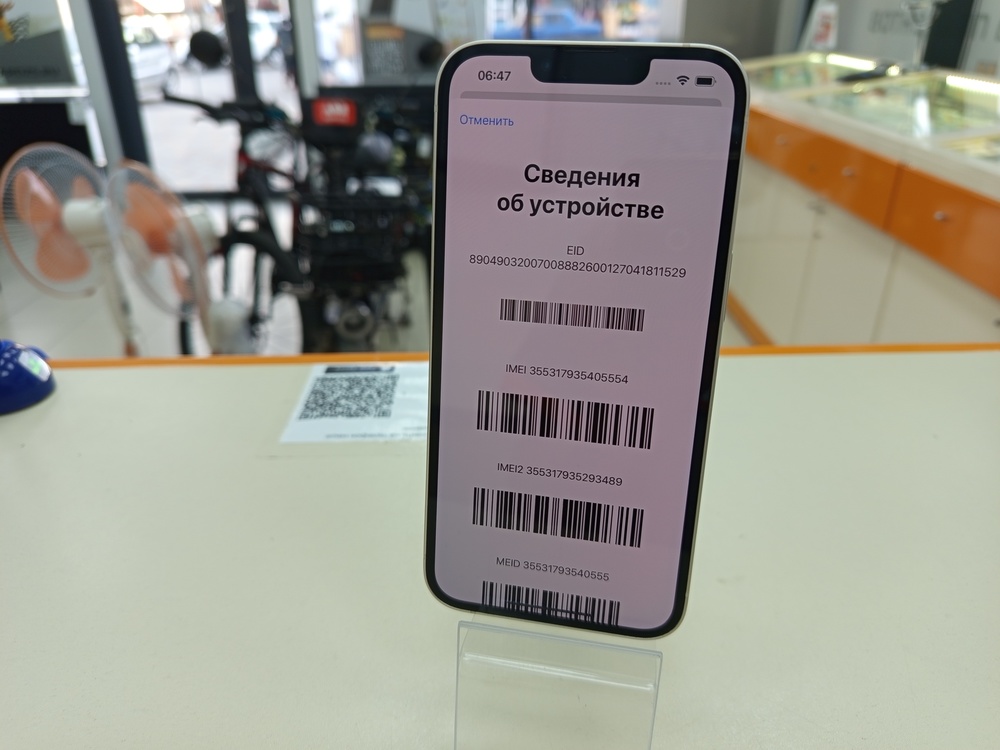 06:47
Отменить
Сведения
об устройстве
EID
89049032007008882600127041811529
IMEI 355317935405554
IMEI2 355317935293489
MEID 35531793540555